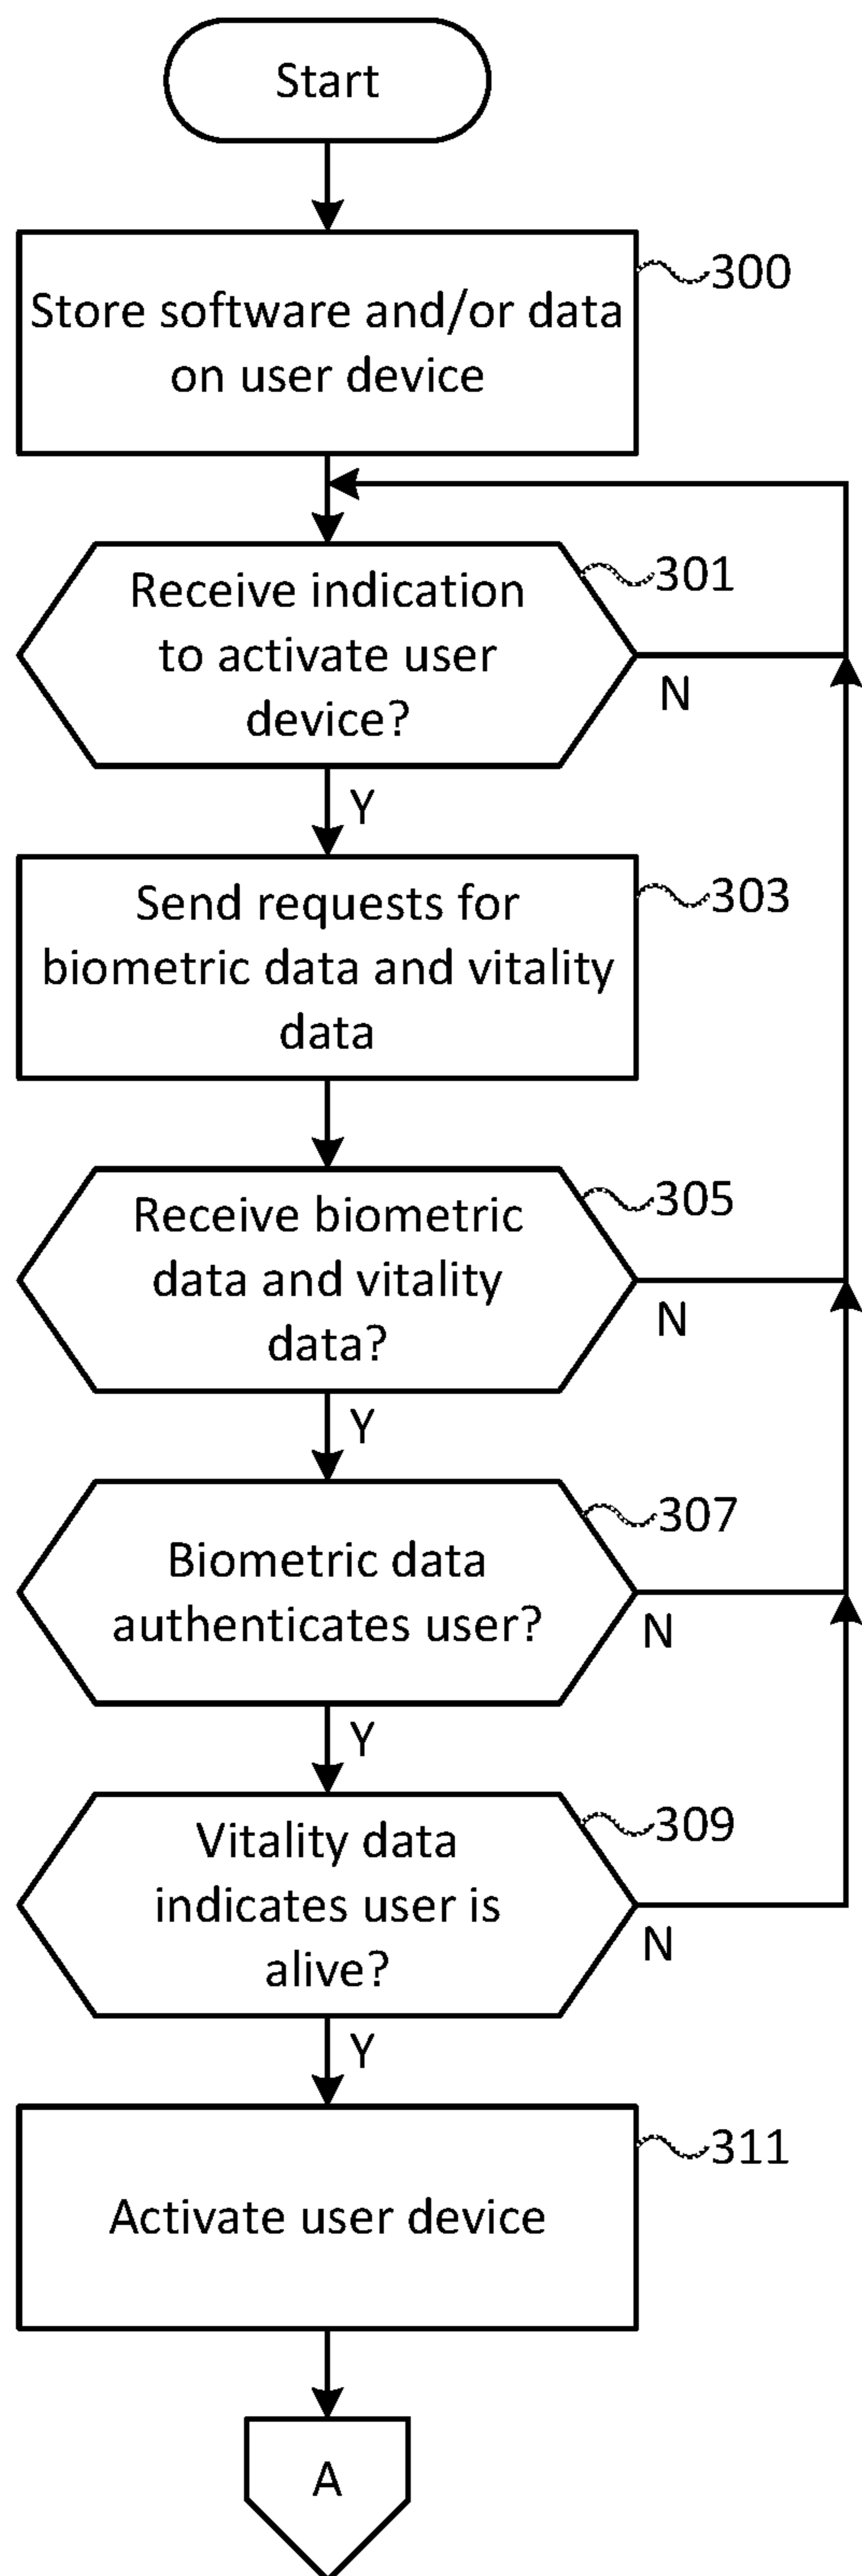 Start
300
Store software and/or data
on user device
301
Receive indication
to activate user
device?
N
Y
303
Send requests for
biometric data and vitality
data
305
Receive biometric
data and vitality
data?
N
Y
307
Biometric data
authenticates user?
N
Y
309
Vitality data
indicates user is
alive?
N
Y
311
Activate user device
A